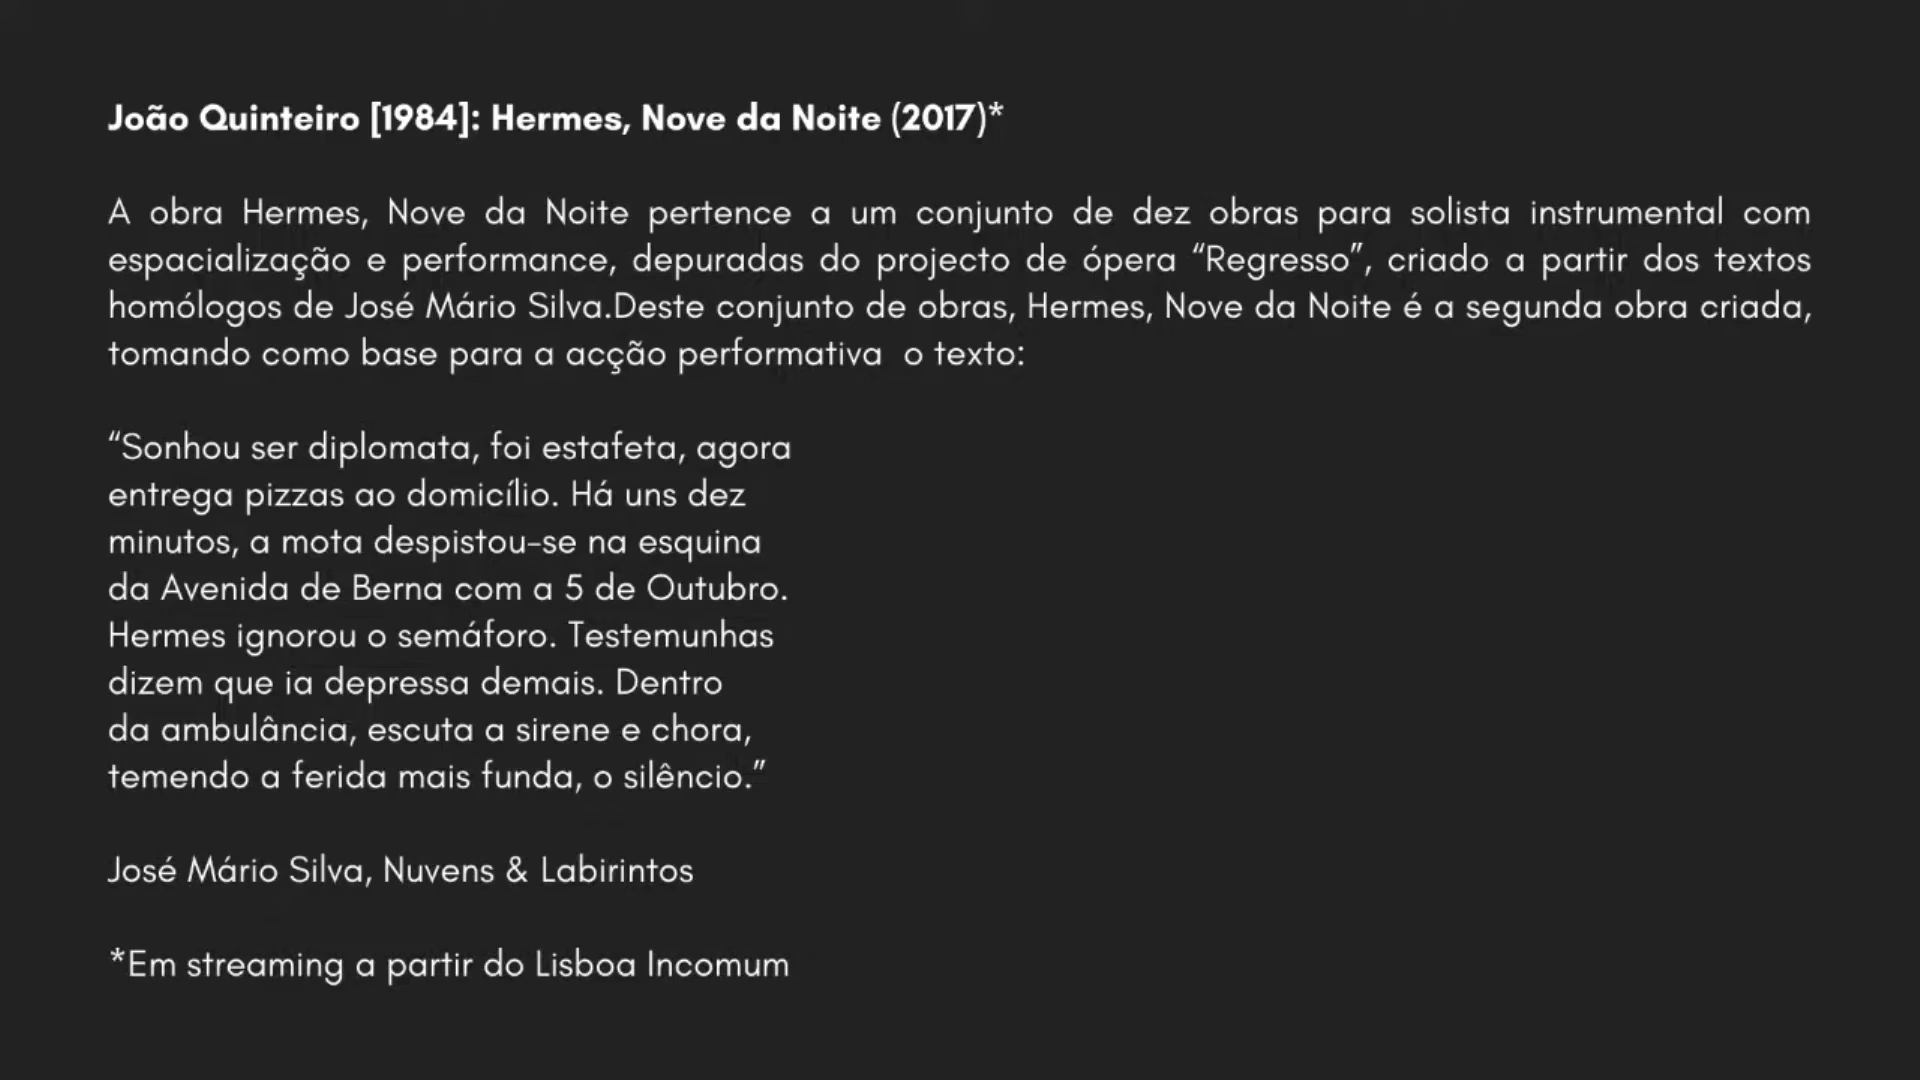 João Quinteiro [1984]: Hermes, Nove da Noite (2017)*
A obra Hermes, Nove da Noite pertence a um conjunto de dez obras para solista instrumental com
espacialização e performance, depuradas do projecto de ópera “Regresso”, criado a partir dos textos
homólogos de José Mário Silva.Deste conjunto de obras, Hermes, Nove da Noite é a segunda obra criada,
tomando como base para a acção performativa  o texto:
“Sonhou ser diplomata, foi estafeta, agora
entrega pizzas ao domicílio. Há uns dez
minutos, a mota despistou-se na esquina
da Avenida de Berna com a 5 de Outubro.
Hermes ignorou o semáforo. Testemunhas
dizem que ia depressa demais. Dentro
da ambulância, escuta a sirene e chora,
temendo a ferida mais funda, o silêncio.”
José Mário Silva, Nuvens & Labirintos
*Em streaming a partir do Lisboa Incomum